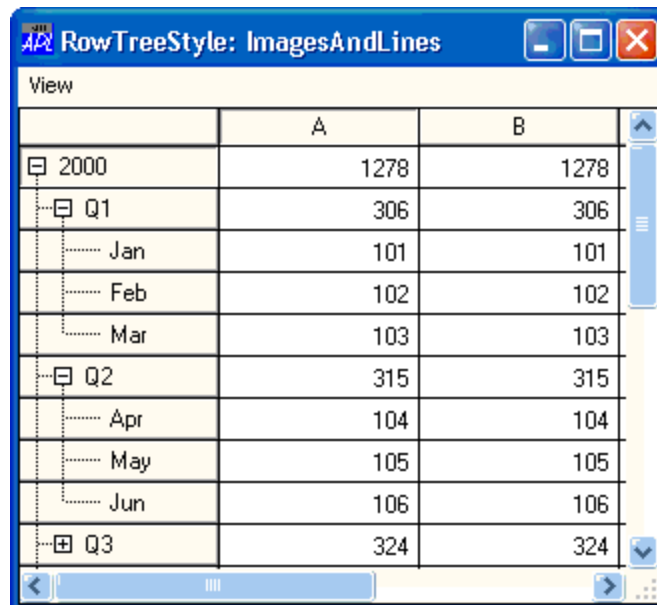 APL RowTreeStyle: ImagesAndLines
View
A B
2000 1278 1278
Q1 306 306
Jan 101 101
Feb 102 102
Mar 103 103
Q2 315 315
Apr 104 104
May 105 105
Jun 106 106
Q3 324 324